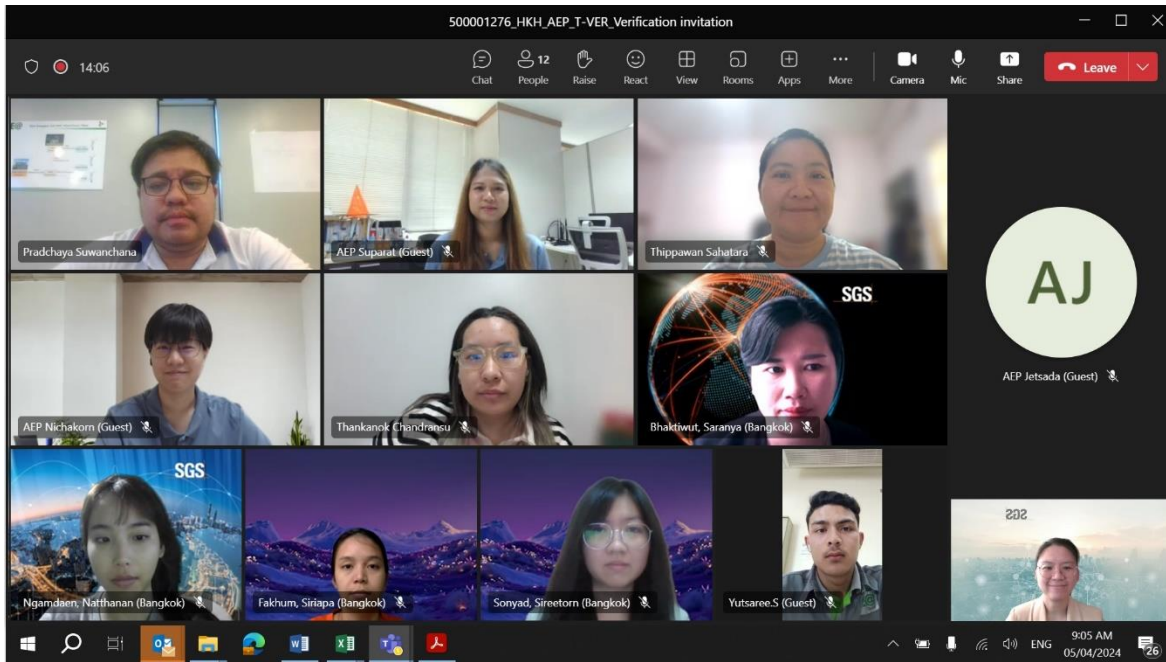 500001276_HKH_AEP_T-VER_Verification invitation
14:06
Chat
12
People
Raise
React
View
Rooms
Apps
More
Camera
Mic
Share
Leave
Pradchaya Suwanchana
AEP Suparat (Guest)
Thippawan Sahatara
AEP Nichakorn (Guest)
Thankanok Chandransu
SGS
Bhaktiwut, Saranya (Bangkok)
AJ
AEP Jetsada (Guest)
SGS
Ngamdaen, Natthanan (Bangkok)
Fakhum, Siriapa (Bangkok)
Sonyad, Sireetorn (Bangkok)
Yutsaree.S (Guest)
SGS
ENG
9:05 AM
05/04/2024
26